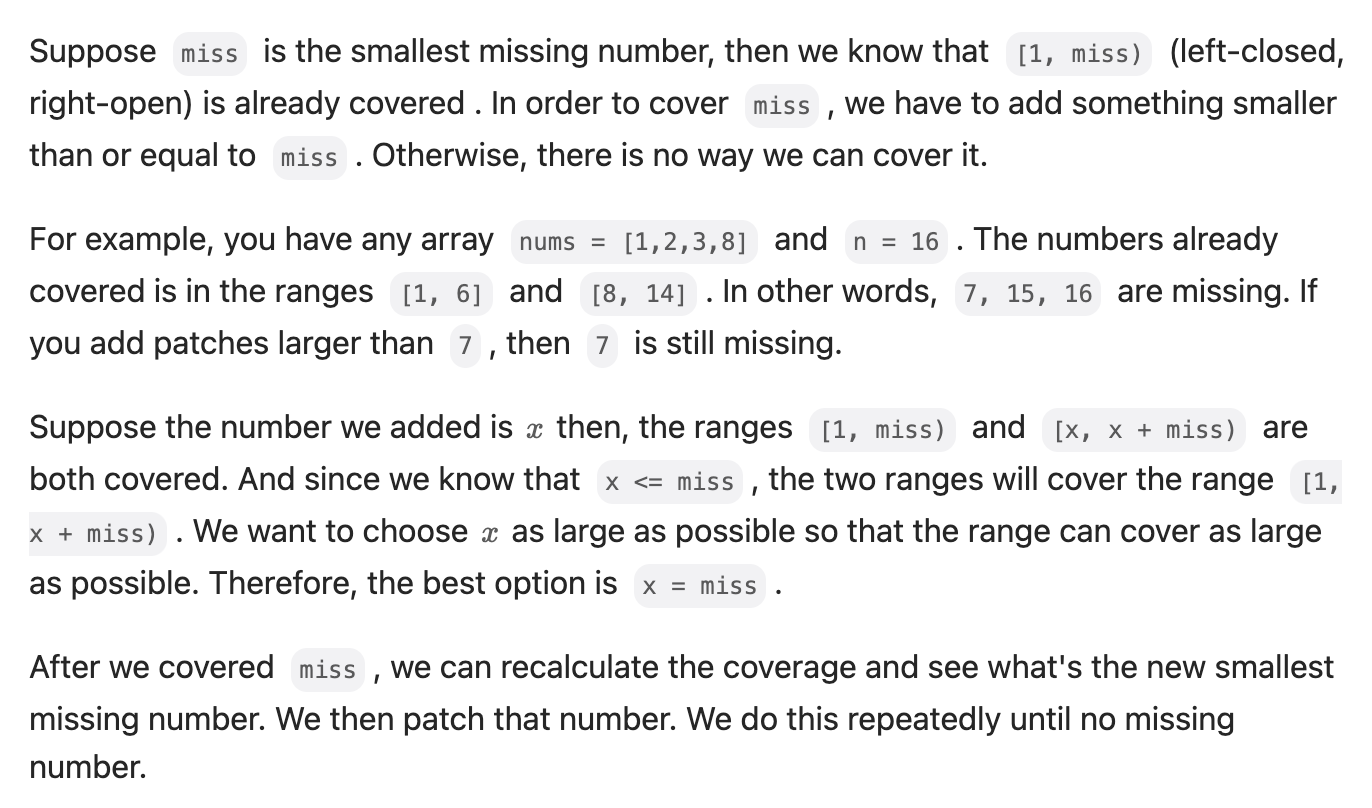 Suppose miss is the smallest missing number, then we know that [1, miss) (left-closed,
right-open) is already covered . In order to cover miss , we have to add something smaller
than or equal to miss . Otherwise, there is no way we can cover it.
For example, you have any array nums = [1,2,3,8] and n = 16 . The numbers already
covered is in the ranges [1, 6] and [8, 14] . In other words, 7, 15, 16 are missing. If
you add patches larger than 7 , then 7 is still missing.
Suppose the number we added is x then, the ranges [1, miss) and [x, x + miss) are
both covered. And since we know that x <= miss , the two ranges will cover the range [1,
x + miss) . We want to choose x as large as possible so that the range can cover as large
as possible. Therefore, the best option is x = miss .
After we covered miss , we can recalculate the coverage and see what's the new smallest
missing number. We then patch that number. We do this repeatedly until no missing
number.